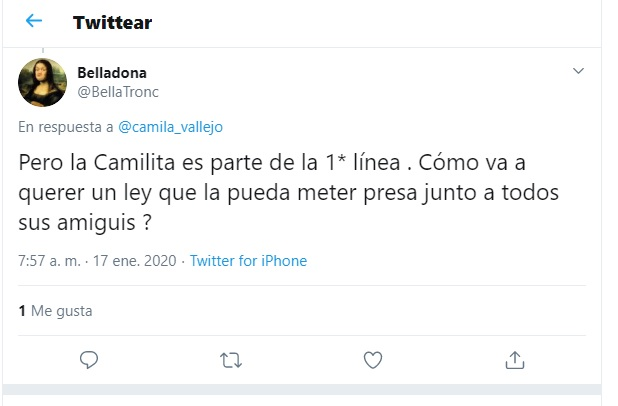 Twittear
Belladona
@BellaTronc
En respuesta a @camila_vallejo
Pero la Camilita es parte de la 1* línea . Cómo va a
querer un ley que la pueda meter presa junto a todos
sus amiguis ?
7:57 a. m. · 17 ene. 2020 · Twitter for iPhone
1 Me gusta